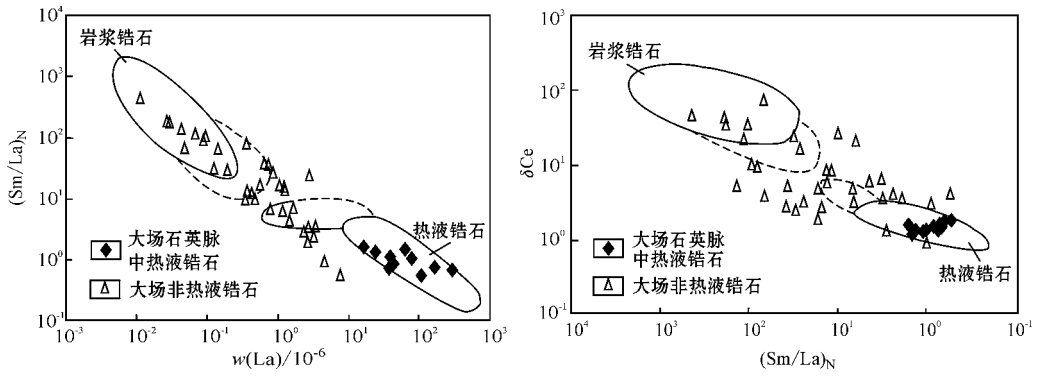 10⁴
10³
10²
10¹
10⁰
10⁻¹
(Sm/La)N
岩浆锆石
热液锆石
大场石英脉
中热液锆石
大场非热液锆石
10⁻³ 10⁻² 10⁻¹ 10⁰ 10¹ 10² 10³
w(La)/10⁻⁶
10³
10²
10¹
10⁰
10⁻¹
δCe
岩浆锆石
热液锆石
大场石英脉
中热液锆石
大场非热液锆石
10⁴ 10³ 10² 10¹ 10⁰ 10⁻¹
(Sm/La)N